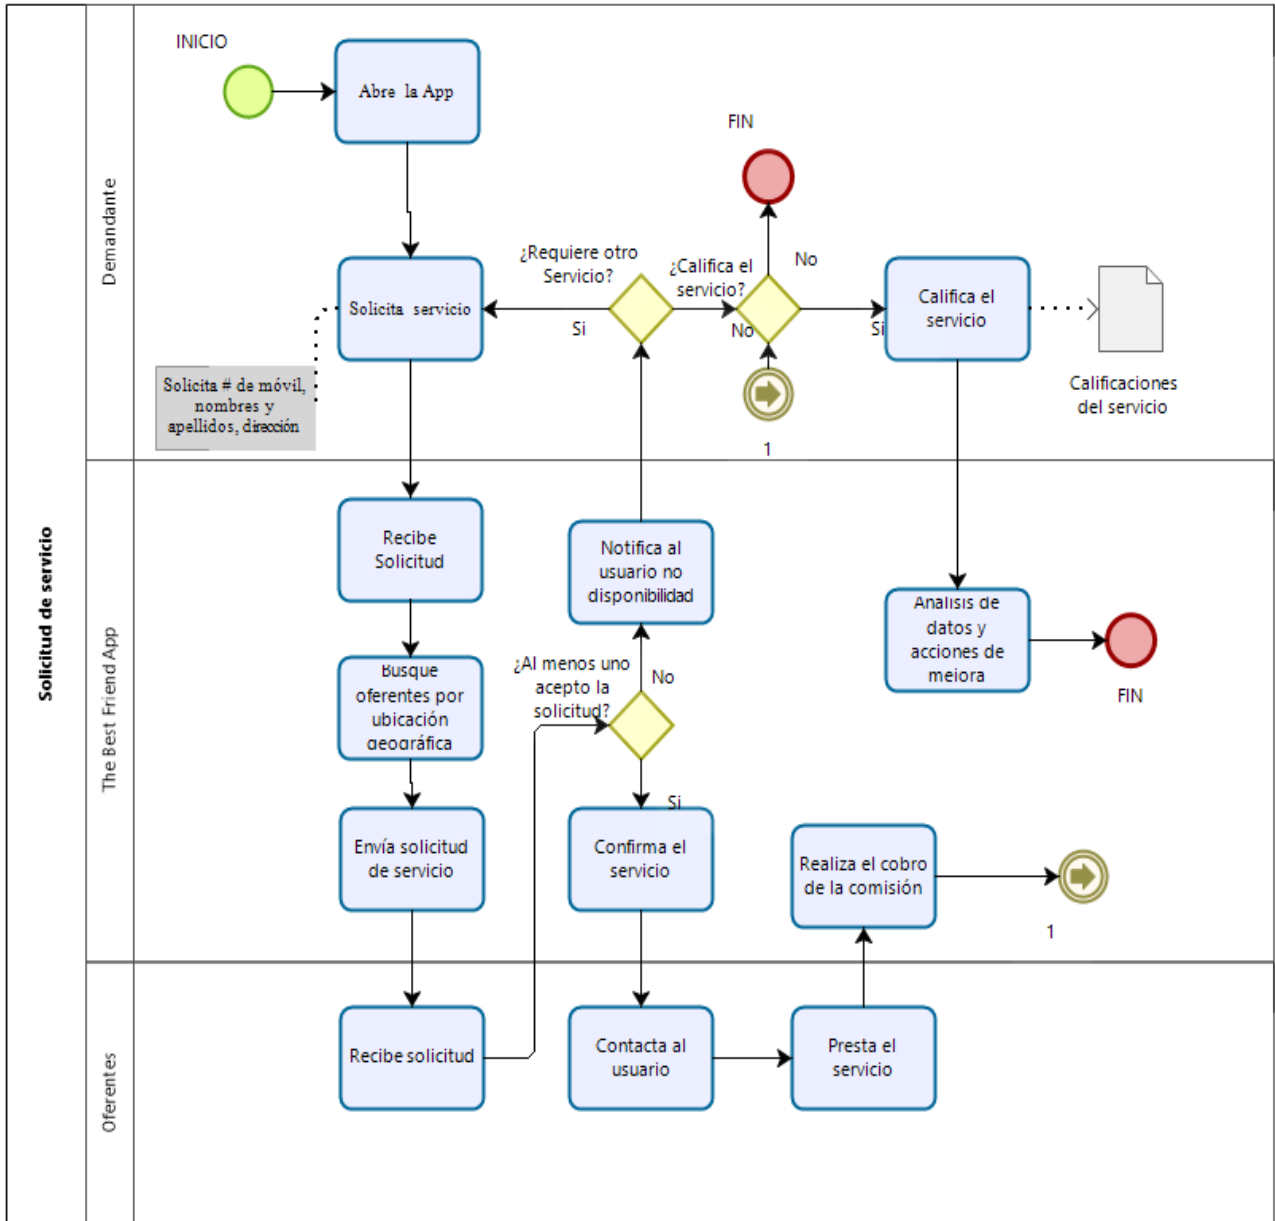 Solicitud de servicio
Demandante
INICIO
Abre la App
FIN
¿Requiere otro
Servicio?
¿Califica el
servicio?
No
Solicita servicio
Si
No
Si
Califica el
servicio
Solicita # de móvil,
nombres y
apellidos, dirección
1
Calificaciones
del servicio
The Best Friend App
Recibe
Solicitud
Notifica al
usuario no
disponibilidad
Análisis de
datos y
acciones de
mejora
FIN
Busque
oferentes por
ubicación
geográfica
¿Al menos uno
acepto la
solicitud?
No
Si
Envía solicitud
de servicio
Confirma el
servicio
Realiza el cobro
de la comisión
1
Oferentes
Recibe solicitud
Contacta al
usuario
Presta el
servicio